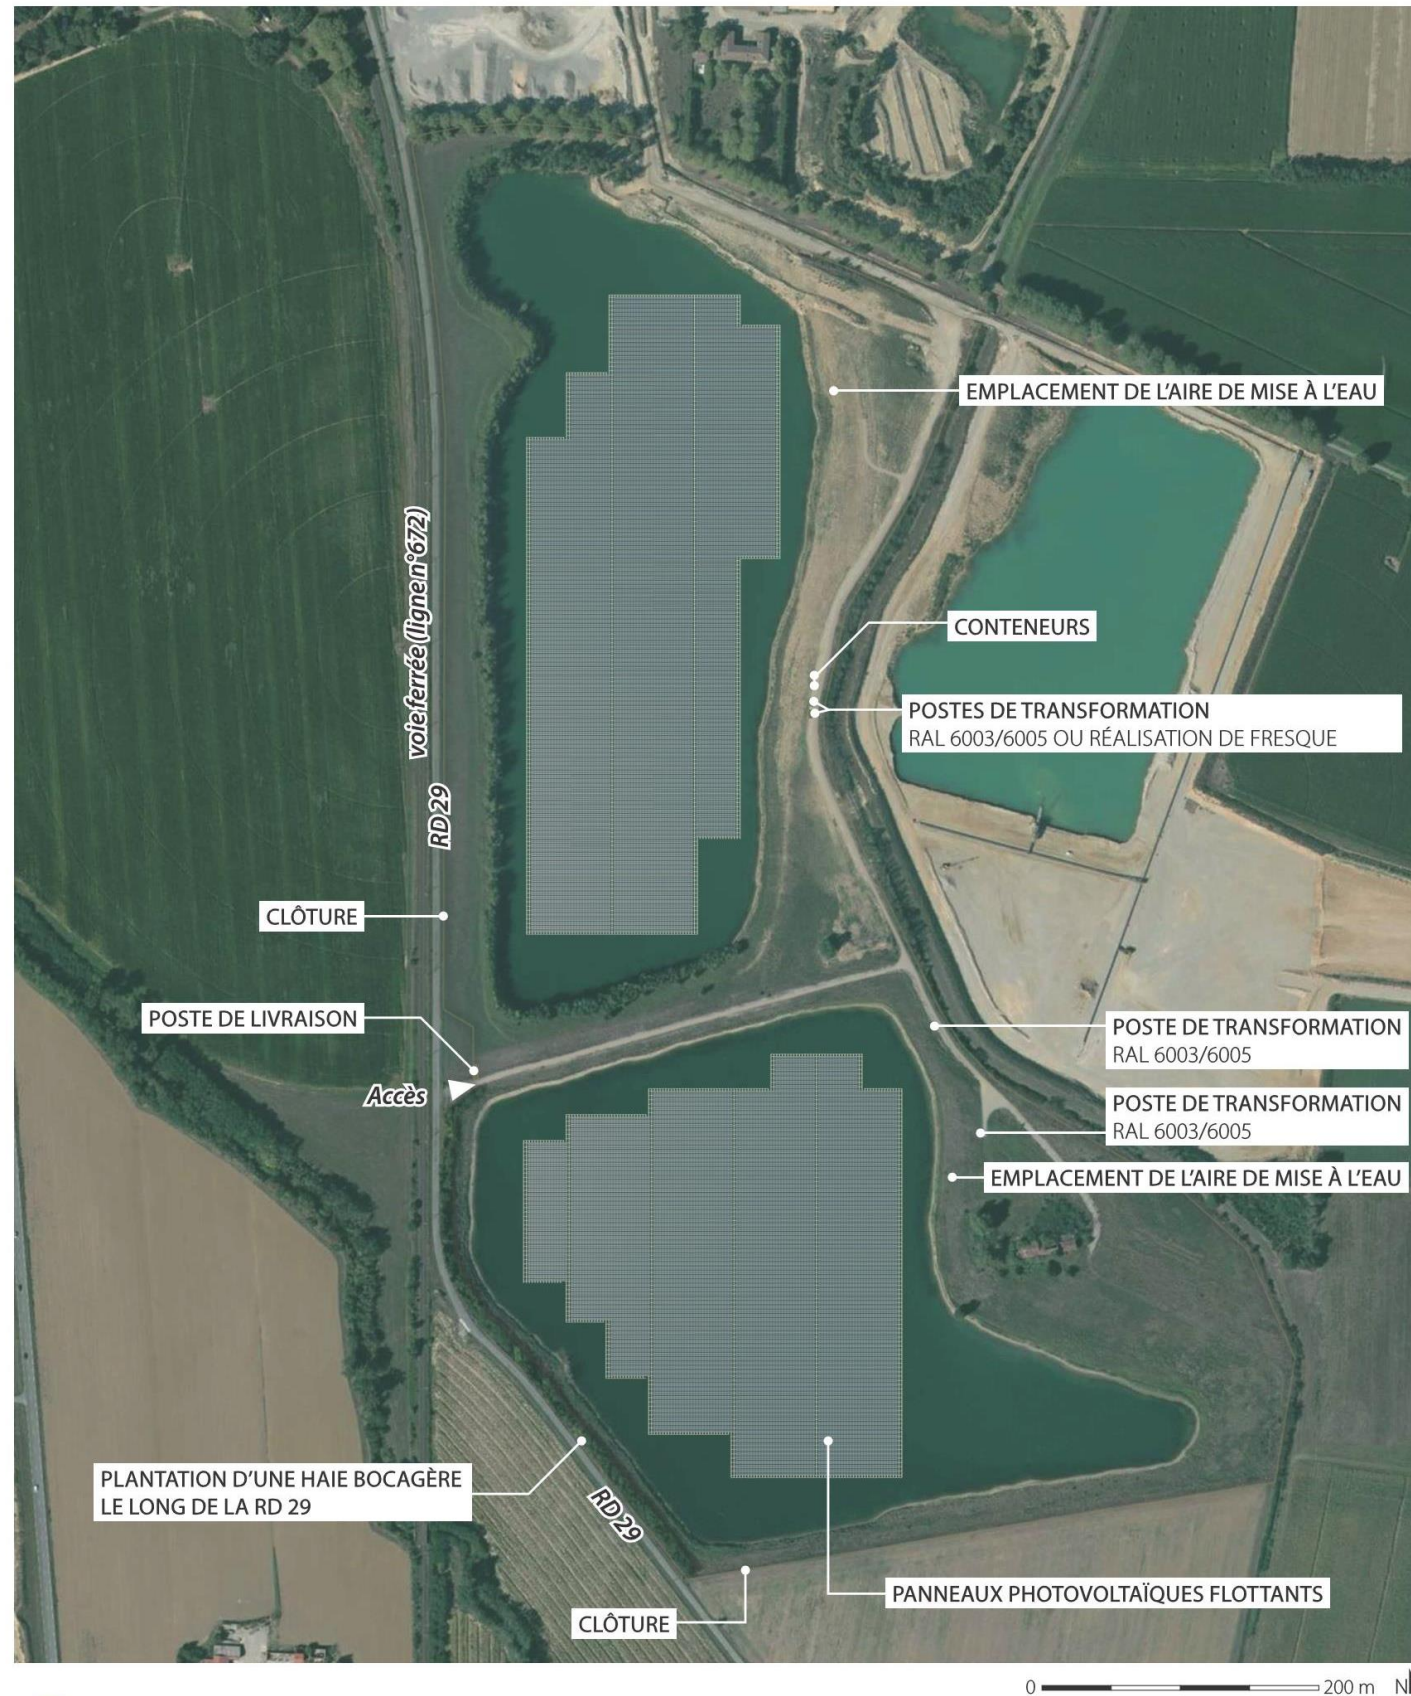 EMPLACEMENT DE L'AIRE DE MISE À L'EAU
voie ferrée (ligne n°672)
CONTENEURS
POSTES DE TRANSFORMATION
RAL 6003/6005 OU RÉALISATION DE FRESQUE
RD 29
CLÔTURE
POSTE DE LIVRAISON
POSTE DE TRANSFORMATION
RAL 6003/6005
Accès
POSTE DE TRANSFORMATION
RAL 6003/6005
EMPLACEMENT DE L'AIRE DE MISE À L'EAU
PLANTATION D'UNE HAIE BOCAGÈRE
LE LONG DE LA RD 29
RD 29
PANNEAUX PHOTOVOLTAÏQUES FLOTTANTS
CLÔTURE
0 200 m N